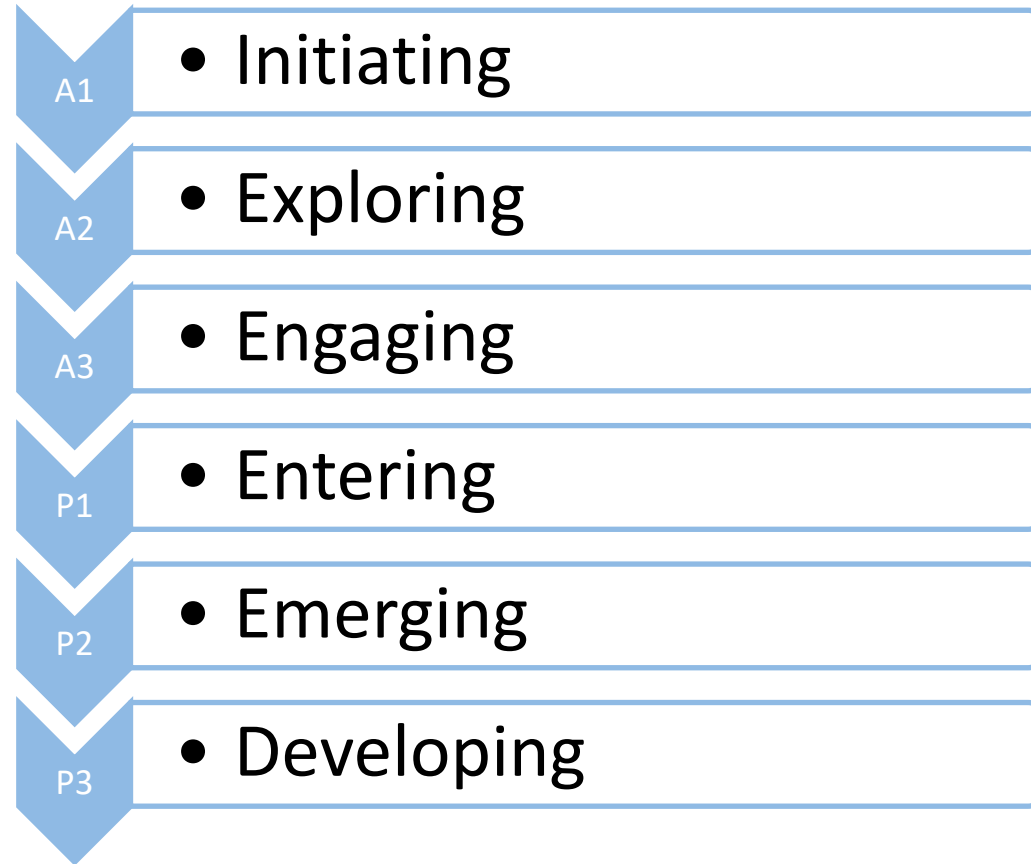 A1
• Initiating
A2
• Exploring
A3
• Engaging
P1
• Entering
P2
• Emerging
P3
• Developing